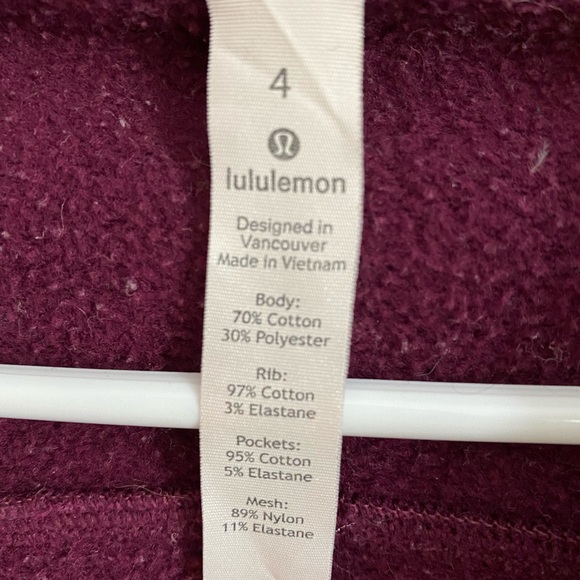 4
lululemon
Designed in
Vancouver
Made in Vietnam
Body:
70% Cotton
30% Polyester
Rib:
97% Cotton
3% Elastane
Pockets:
95% Cotton
5% Elastane
Mesh:
89% Nylon
11% Elastane